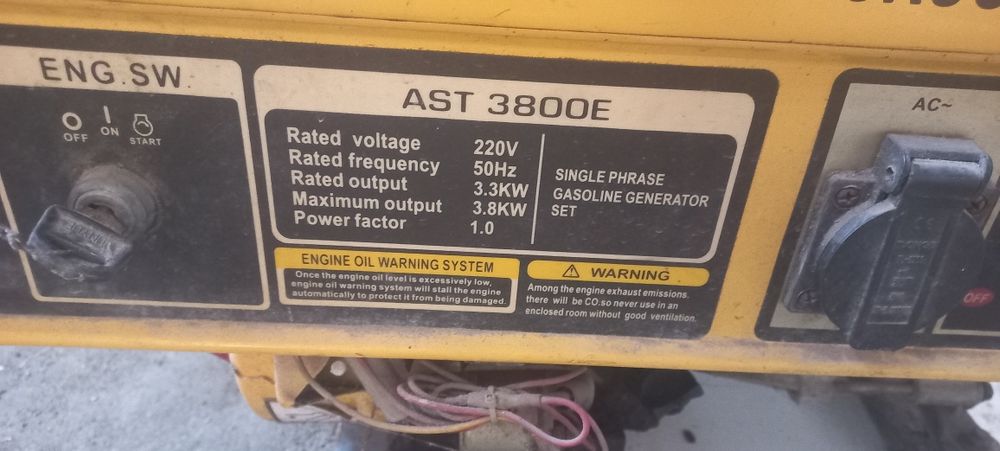 ENG.SW
OFF
ON
START
AST 3800E
Rated voltage 220V
Rated frequency 50Hz
Rated output 3.3KW
Maximum output 3.8KW
Power factor 1.0
SINGLE PHRASE
GASOLINE GENERATOR
SET
ENGINE OIL WARNING SYSTEM
Once the engine oil level is excessively low,
engine oil warning system will stall the engine
automatically to protect it from being damaged.
WARNING
Among the engine exhaust emissions,
there will be CO.so never use in an
enclosed room without good ventilation.
AC~
OFF